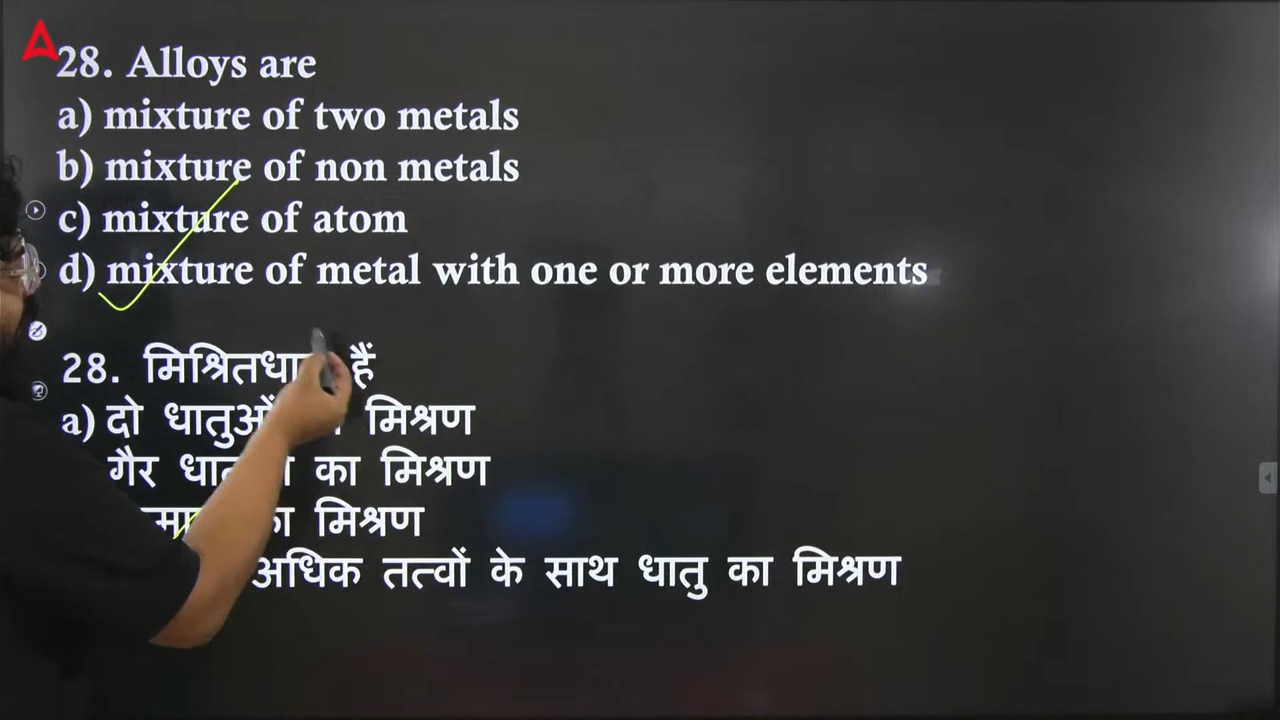 28. Alloys are
a) mixture of two metals
b) mixture of non metals
c) mixture of atom
d) mixture of metal with one or more elements
28. हैं
a) दो मिश्रण
गैर का मिश्रण
मिश्रण
अधिक तत्वों के साथ धातु का मिश्रण